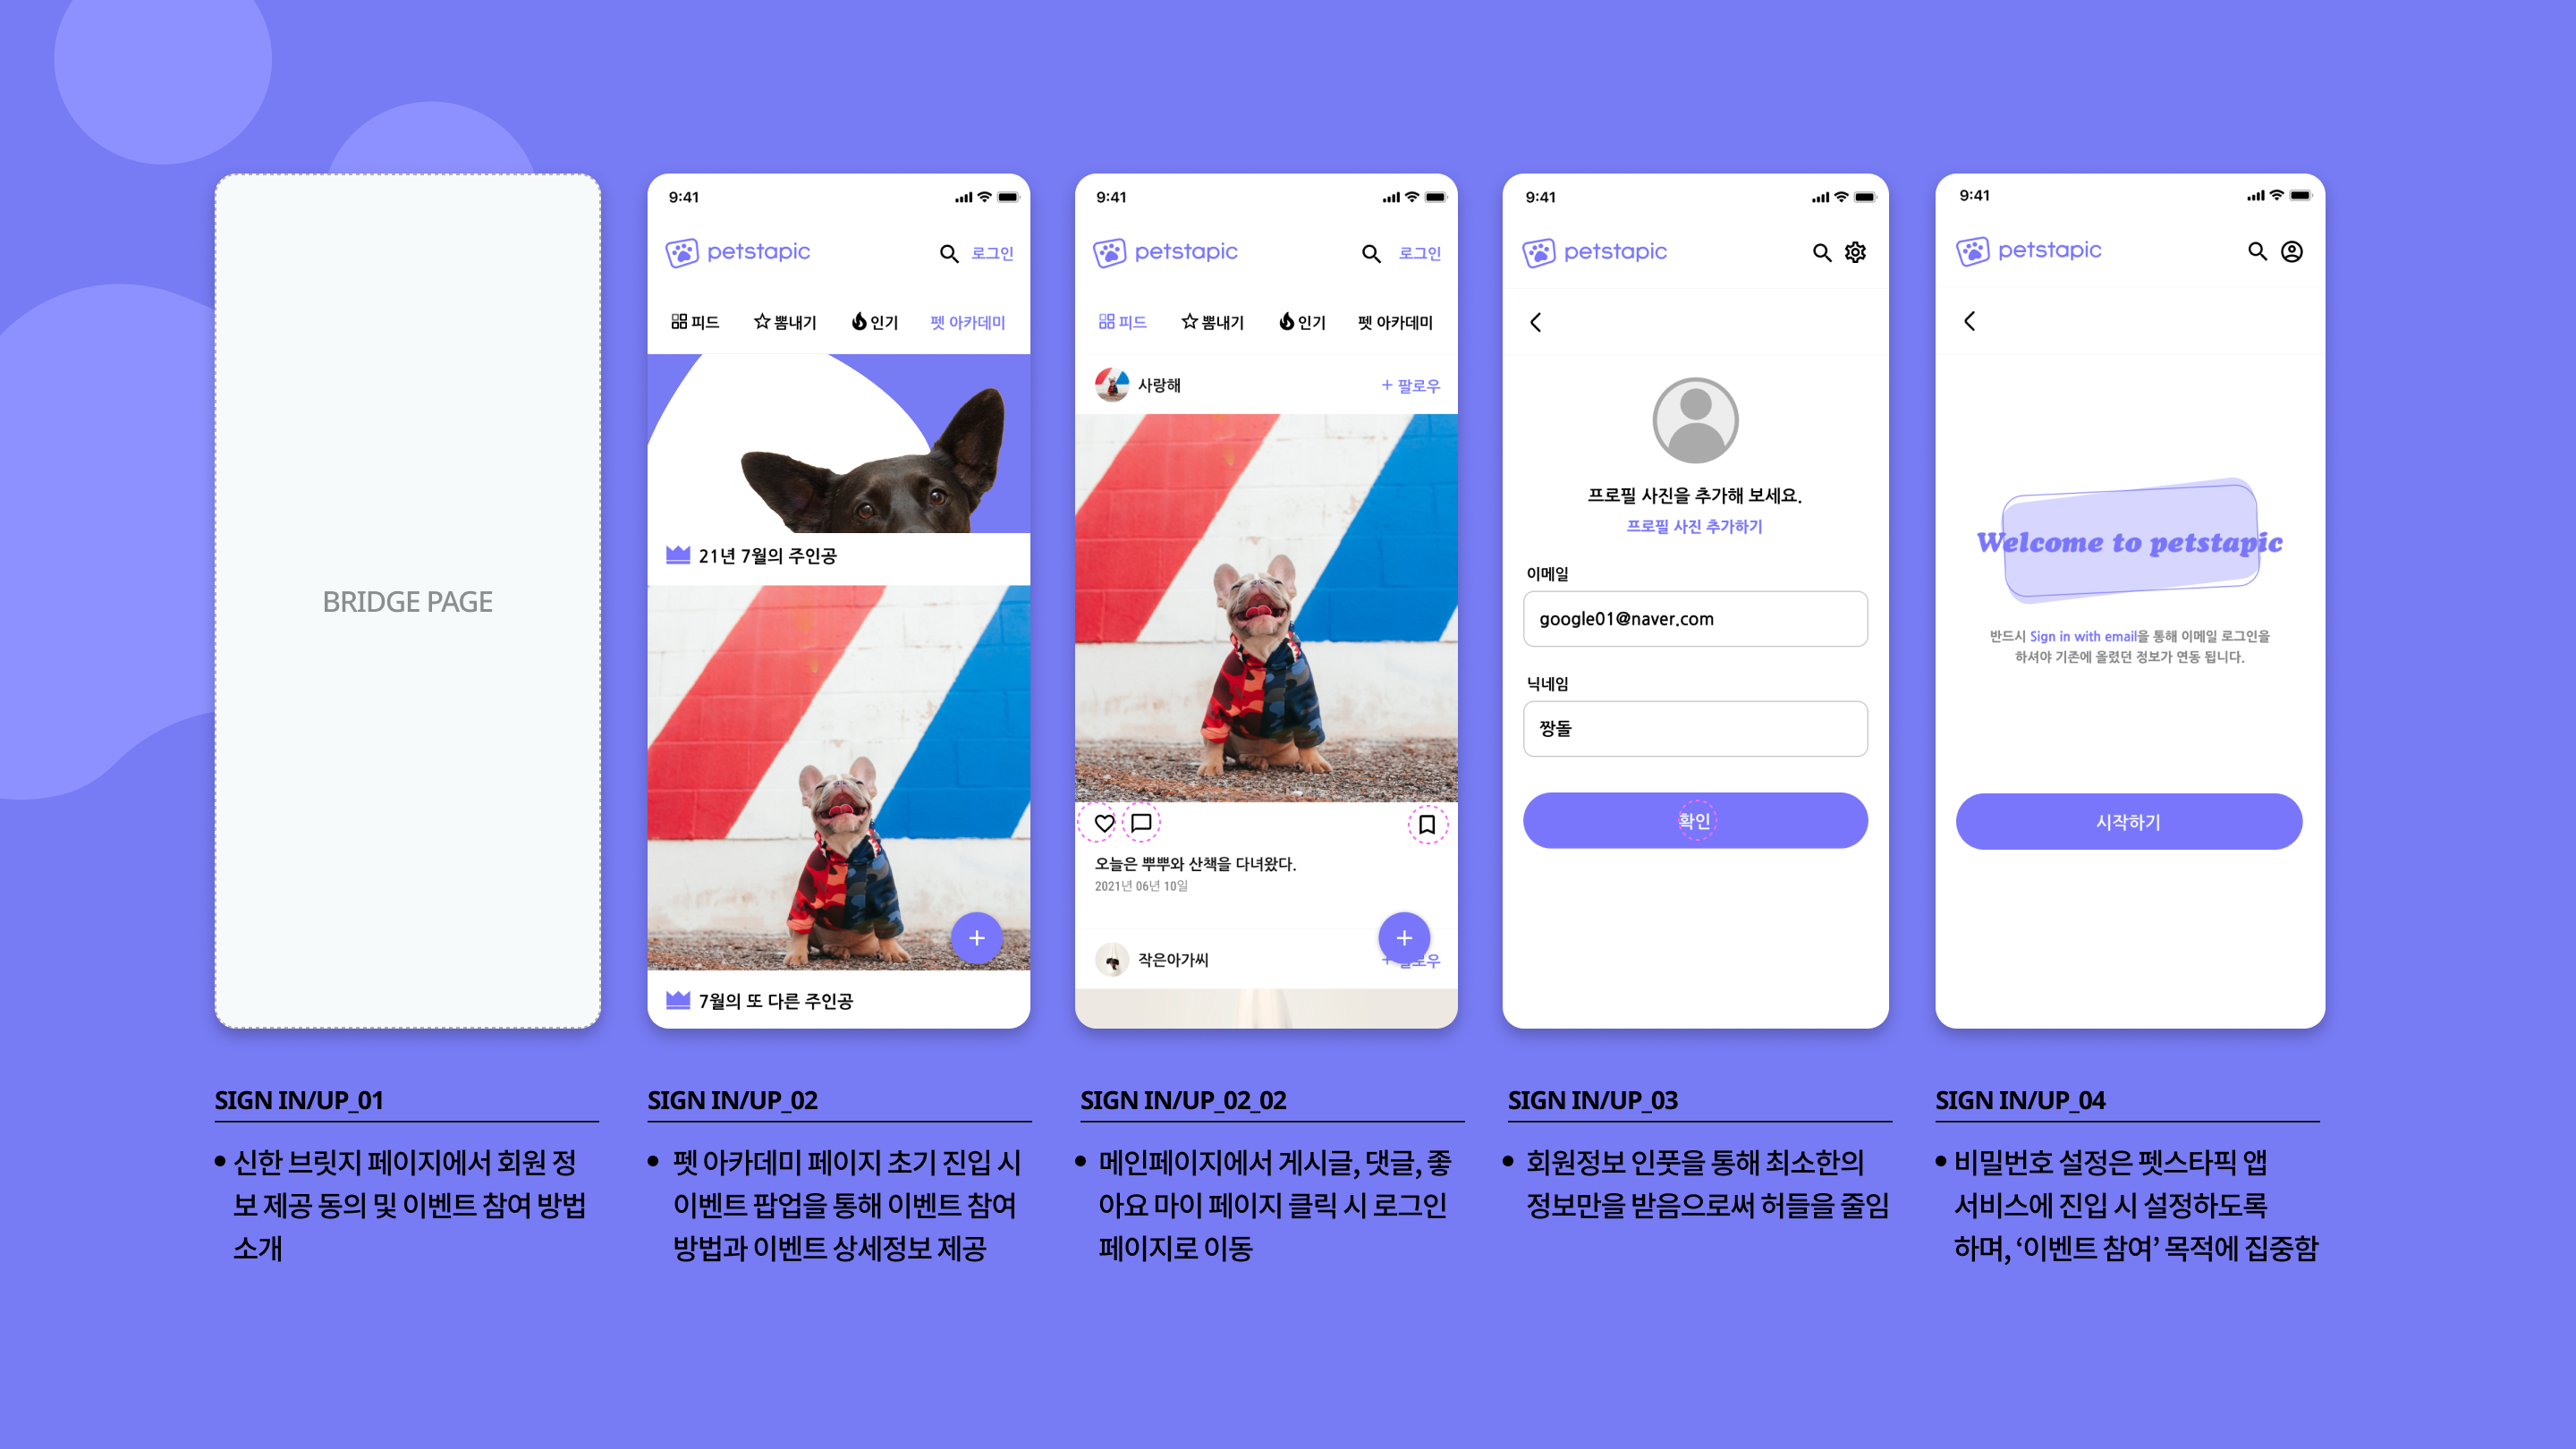 BRIDGE PAGE
SIGN IN/UP_01
신한 브릿지 페이지에서 회원 정
보 제공 동의 및 이벤트 참여 방법
소개
9:41
petstapic
로그인
피드 뽐내기 인기 펫 아카데미
21년 7월의 주인공
7월의 또 다른 주인공
SIGN IN/UP_02
펫 아카데미 페이지 초기 진입 시
이벤트 팝업을 통해 이벤트 참여
방법과 이벤트 상세정보 제공
9:41
petstapic
로그인
피드 뽐내기 인기 펫 아카데미
사랑해
+ 팔로우
오늘은 뿌뿌와 산책을 다녀왔다.
2021년 06년 10일
작은아가씨
+ 팔로우
SIGN IN/UP_02_02
메인페이지에서 게시글, 댓글, 좋
아요 마이 페이지 클릭 시 로그인
페이지로 이동
9:41
petstapic
프로필 사진을 추가해 보세요.
프로필 사진 추가하기
이메일
google01@naver.com
닉네임
짱돌
확인
SIGN IN/UP_03
회원정보 인풋을 통해 최소한의
정보만을 받음으로써 허들을 줄임
9:41
petstapic
Welcome to petstapic
반드시 Sign in with email을 통해 이메일 로그인을
하셔야 기존에 올렸던 정보가 연동 됩니다.
시작하기
SIGN IN/UP_04
비밀번호 설정은 펫스타픽 앱
서비스에 진입 시 설정하도록
하며, ‘이벤트 참여’ 목적에 집중함